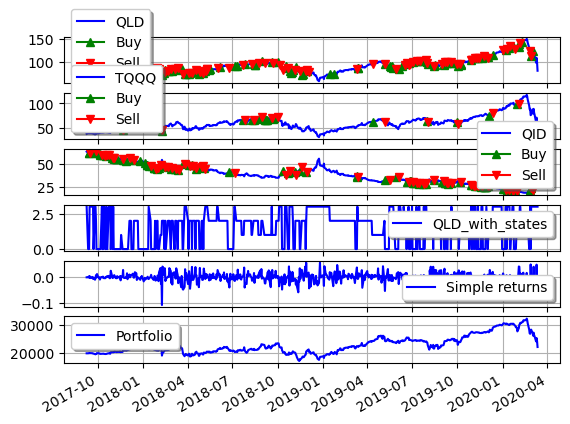 QLD
Buy
Sell
150
100
TQQQ
Buy
Sell
100
50
QID
Buy
Sell
50
25
QLD_with_states
2.5
0.0
Simple returns
0.0
−0.1
Portfolio
30000
20000
2017-10 2018-01 2018-04 2018-07 2018-10 2019-01 2019-04 2019-07 2019-10 2020-01 2020-04